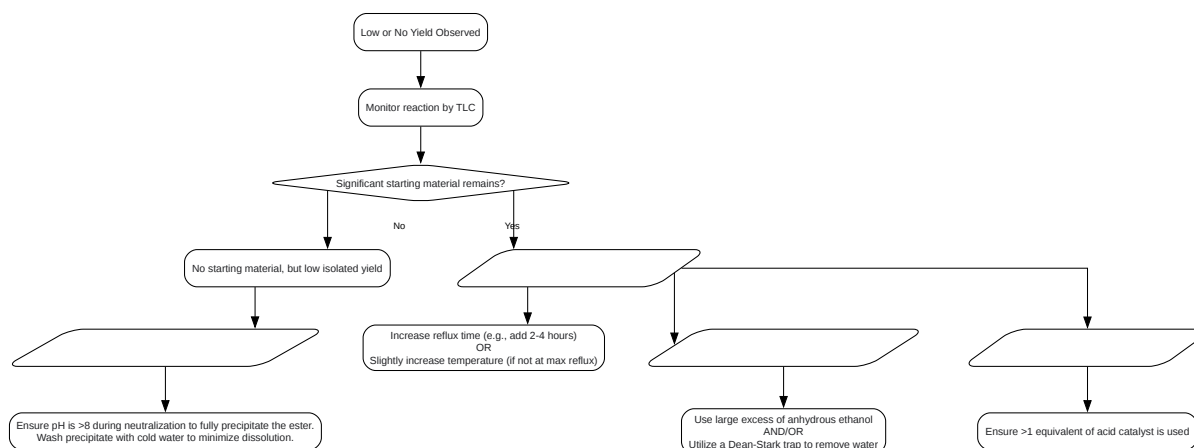 Low or No Yield Observed
Monitor reaction by TLC
Significant starting material remains?
No
Yes
No starting material, but low isolated yield
Increase reflux time (e.g., add 2-4 hours)
OR
Slightly increase temperature (if not at max reflux)
Ensure pH is >8 during neutralization to fully precipitate the ester.
Wash precipitate with cold water to minimize dissolution.
Use large excess of anhydrous ethanol
AND/OR
Utilize a Dean-Stark trap to remove water
Ensure >1 equivalent of acid catalyst is used